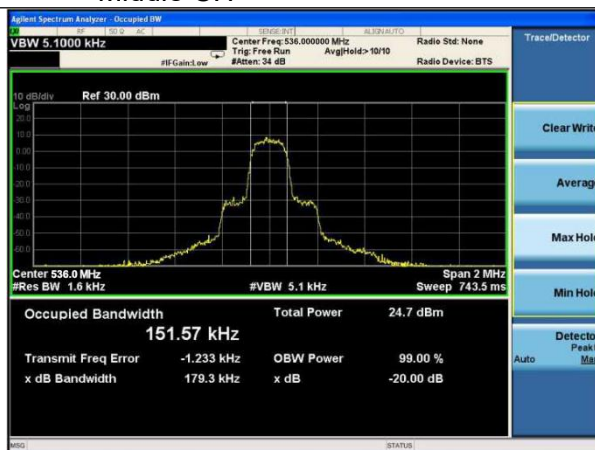 Agilent Spectrum Analyzer - Occupied BW
RF 50 Ω AC SENSE:INT ALIGN AUTO
VBW 5.1000 kHz
Center Freq: 536.000000 MHz
Radio Std: None
Trig: Free Run Avg|Hold:>10/10
#IFGain:Low #Atten: 34 dB Radio Device: BTS
Trace/Detector
10 dB/div Ref 30.00 dBm
Log
20.0
10.0
0.00
-10.0
-20.0
-30.0
-40.0
-50.0
-60.0
Center 536.0 MHz Span 2 MHz
#Res BW 1.6 kHz #VBW 5.1 kHz Sweep 743.5 ms
Occupied Bandwidth Total Power 24.7 dBm
151.57 kHz
Transmit Freq Error -1.233 kHz OBW Power 99.00 %
x dB Bandwidth 179.3 kHz x dB -20.00 dB
Clear Write
Average
Max Hold
Min Hold
Detector
Peak
Auto Man
MSG STATUS